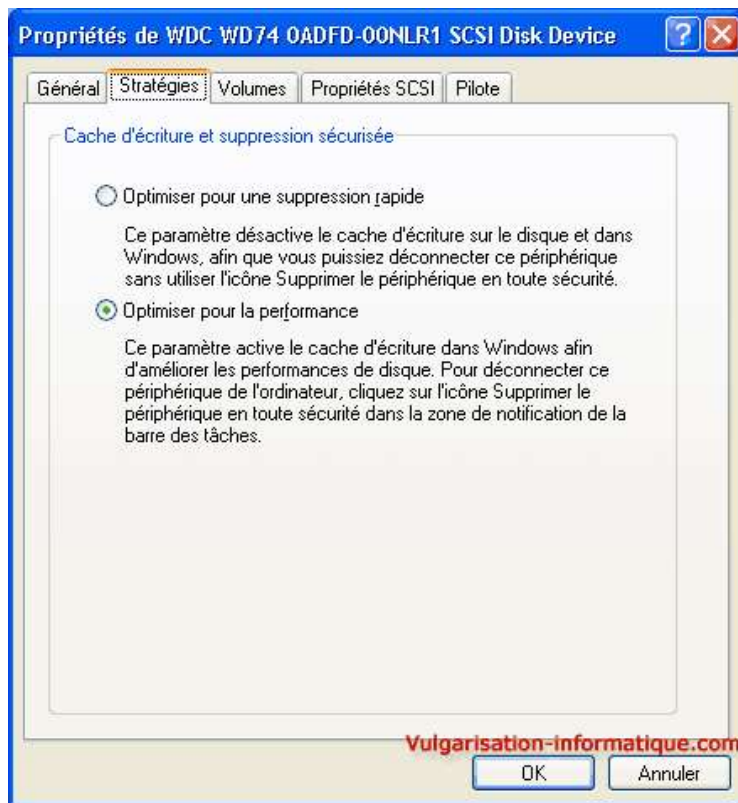 Propriétés de WDC WD74 0ADFD-00NLR1 SCSI Disk Device
Général
Stratégies
Volumes
Propriétés SCSI
Pilote
Cache d'écriture et suppression sécurisée
Optimiser pour une suppression rapide
Ce paramètre désactive le cache d'écriture sur le disque et dans
Windows, afin que vous puissiez déconnecter ce périphérique
sans utiliser l'icône Supprimer le périphérique en toute sécurité.
Optimiser pour la performance
Ce paramètre active le cache d'écriture dans Windows afin
d'améliorer les performances de disque. Pour déconnecter ce
périphérique de l'ordinateur, cliquez sur l'icône Supprimer le
périphérique en toute sécurité dans la zone de notification de la
barre des tâches.
Vulgarisation-informatique.com
OK
Annuler